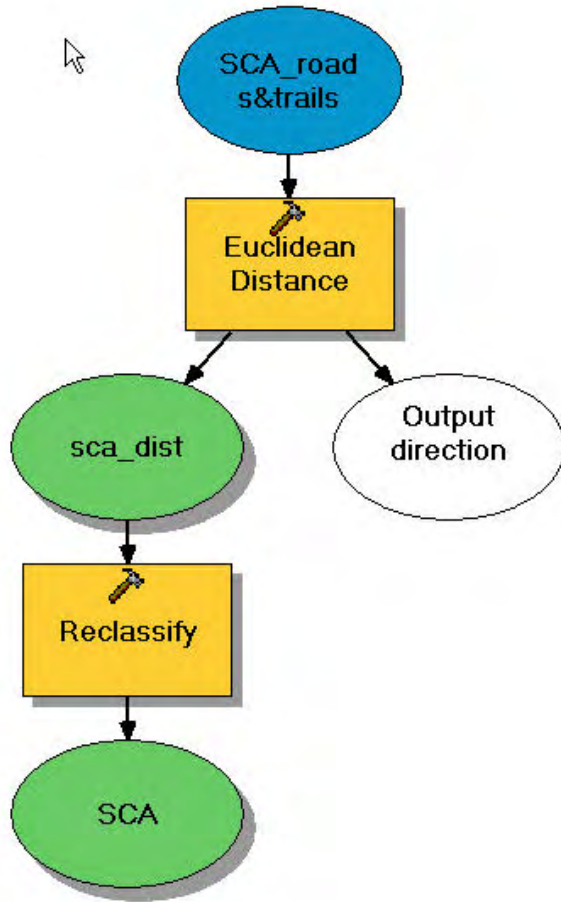 SCA_road
s&trails
Euclidean
Distance
sca_dist
Output
direction
Reclassify
SCA